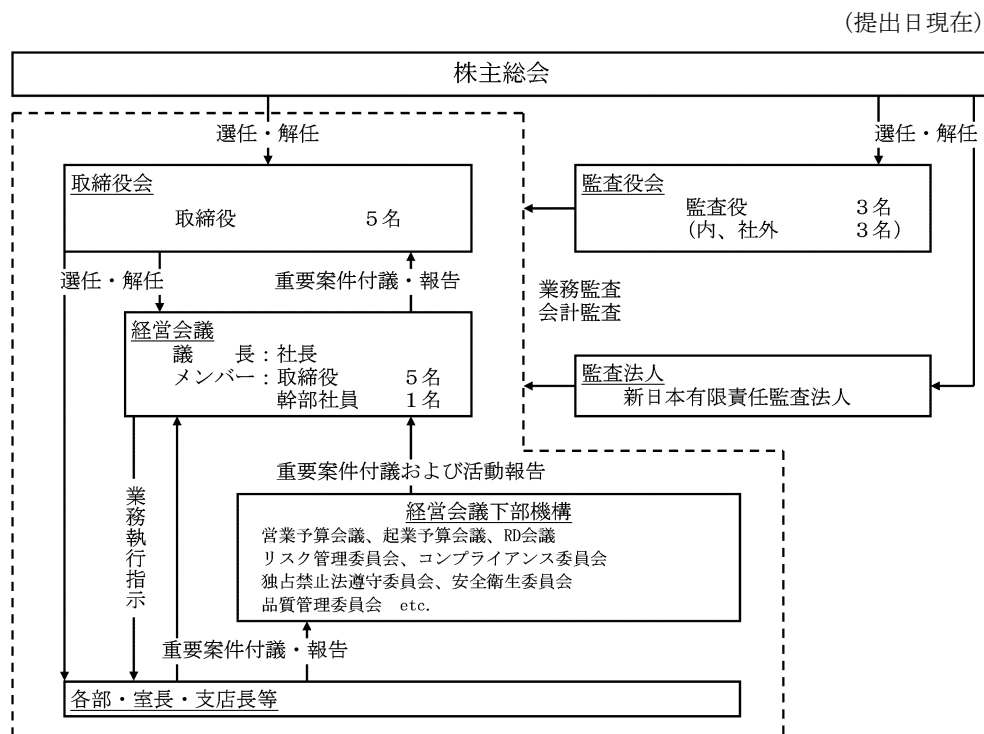 (提出日現在)
株主総会
選任・解任
選任・解任
取締役会
取締役　５名
監査役会
監査役　３名
(内、社外　３名)
選任・解任
重要案件付議・報告
業務監査
会計監査
経営会議
議　長：社長
メンバー：取締役　５名
幹部社員　１名
監査法人
新日本有限責任監査法人
重要案件付議および活動報告
業務執行指示
経営会議下部機構
営業予算会議、起業予算会議、RD会議
リスク管理委員会、コンプライアンス委員会
独占禁止法遵守委員会、安全衛生委員会
品質管理委員会　etc.
重要案件付議・報告
各部・室長・支店長等